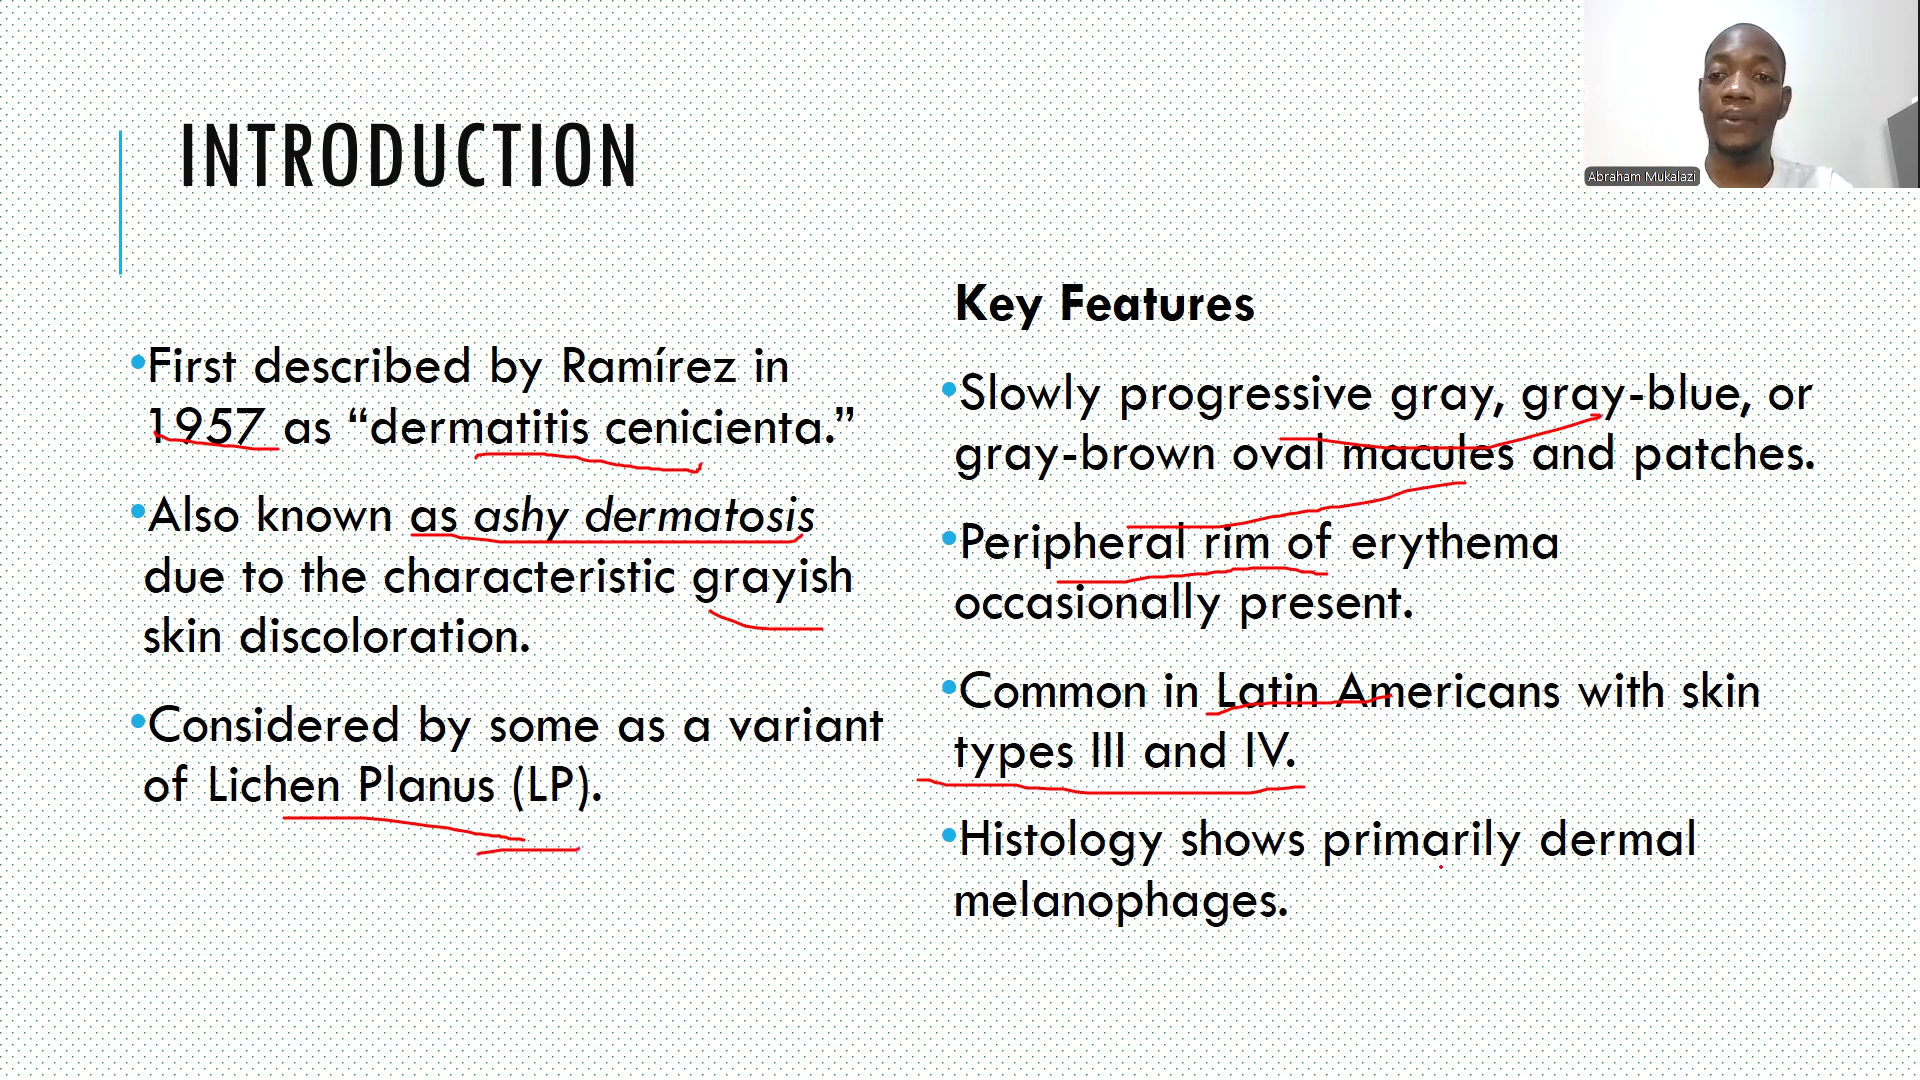 INTRODUCTION
•First described by Ramírez in
1957 as “dermatitis cenicienta.”
•Also known as ashy dermatosis
due to the characteristic grayish
skin discoloration.
•Considered by some as a variant
of Lichen Planus (LP).
Key Features
•Slowly progressive gray, gray-blue, or
gray-brown oval macules and patches.
•Peripheral rim of erythema
occasionally present.
•Common in Latin Americans with skin
types III and IV.
•Histology shows primarily dermal
melanophages.
Abraham Mukalazi